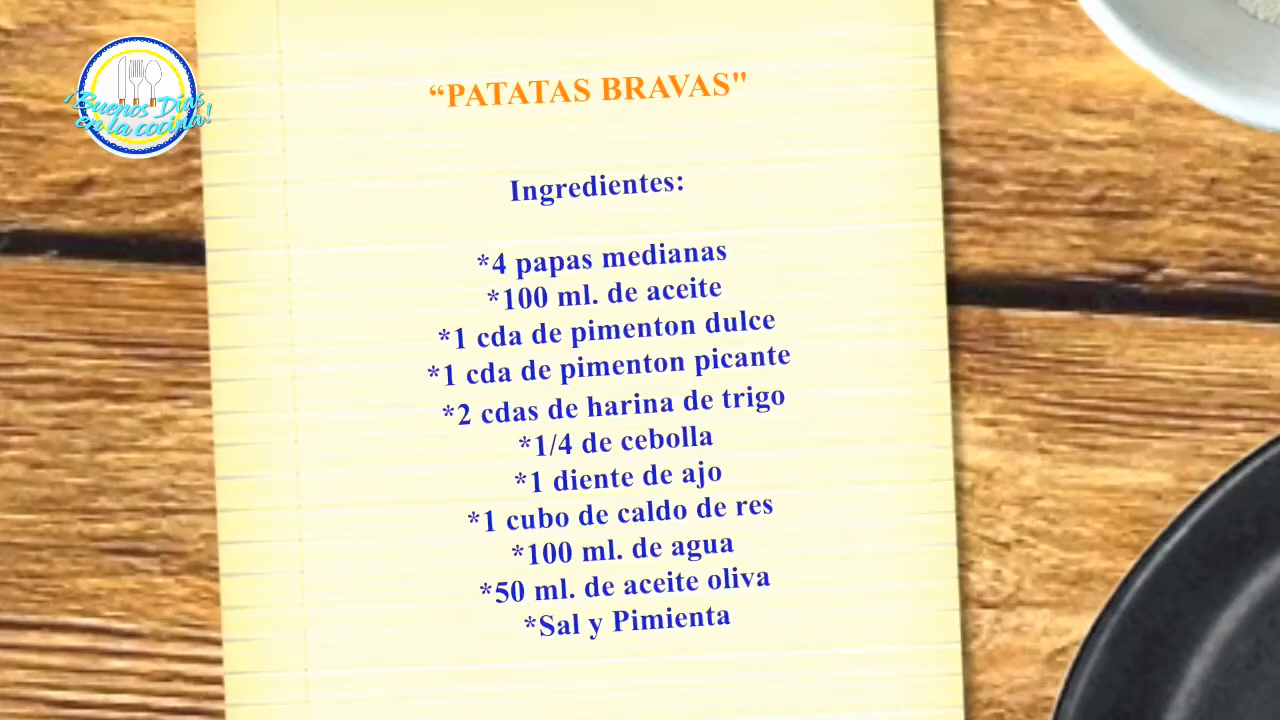 ¡Buenos Días
en la cocina!
“PATATAS BRAVAS"
Ingredientes:
*4 papas medianas
*100 ml. de aceite
*1 cda de pimenton dulce
*1 cda de pimenton picante
*2 cdas de harina de trigo
*1/4 de cebolla
*1 diente de ajo
*1 cubo de caldo de res
*100 ml. de agua
*50 ml. de aceite oliva
*Sal y Pimienta